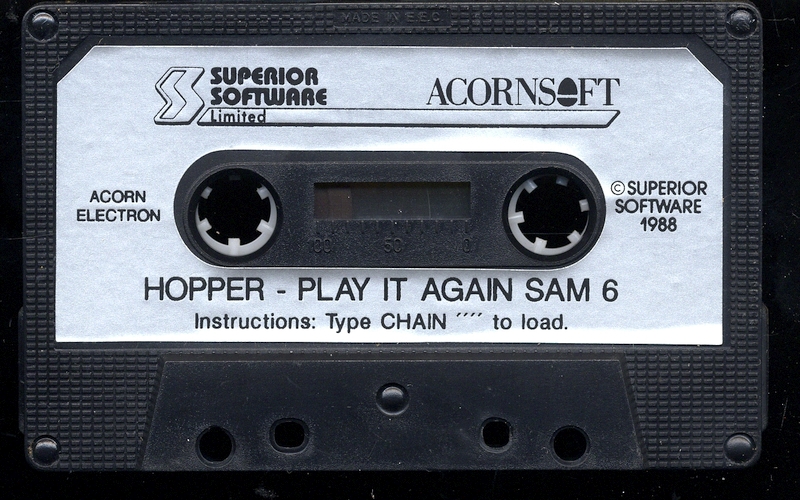 MADE IN E.E.C
SUPERIOR
SOFTWARE
Limited
ACORNSOFT
ACORN
ELECTRON
©SUPERIOR
SOFTWARE
1988
100 50 0
HOPPER - PLAY IT AGAIN SAM 6
Instructions: Type CHAIN ″″ to load.